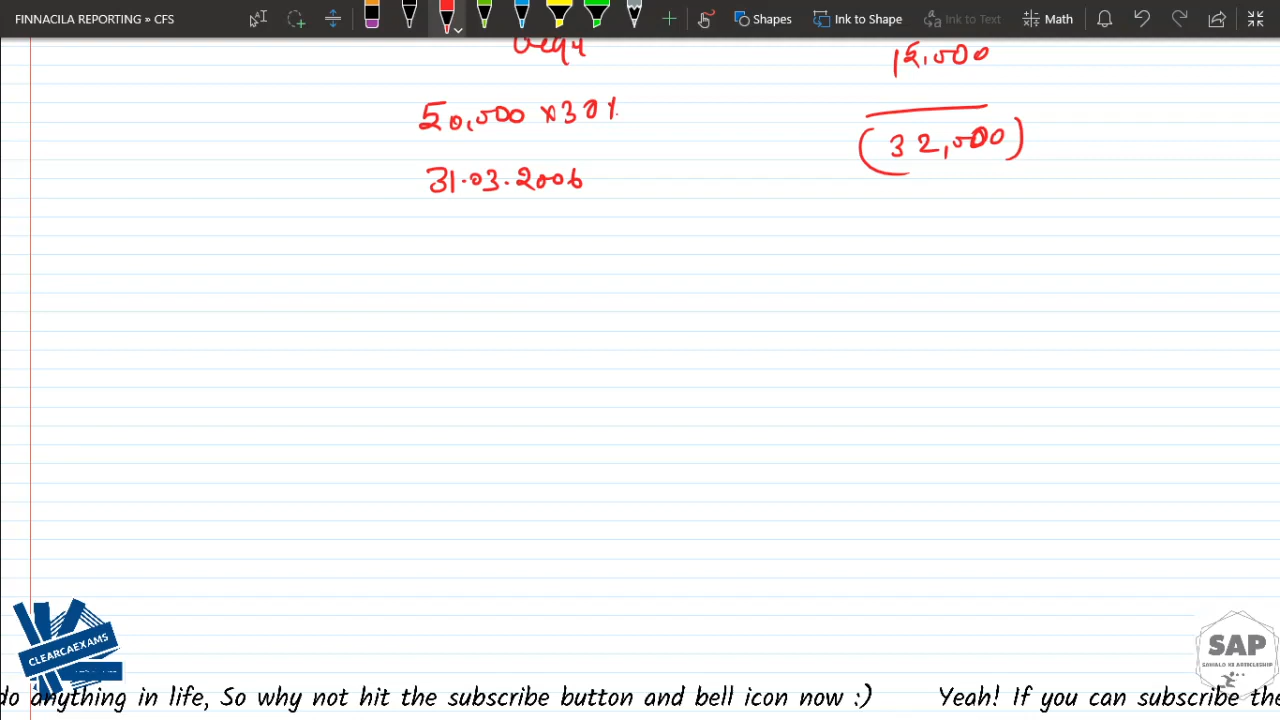 FINNACILA REPORTING » CFS
Shapes
Ink to Shape
Ink to Text
Math
15,000
50,000 x 30%
(32,000)
31.03.2006
CLEARCAEXAMS
SAP
do anything in life, So why not hit the subscribe button and bell icon now :) Yeah! If you can subscribe the